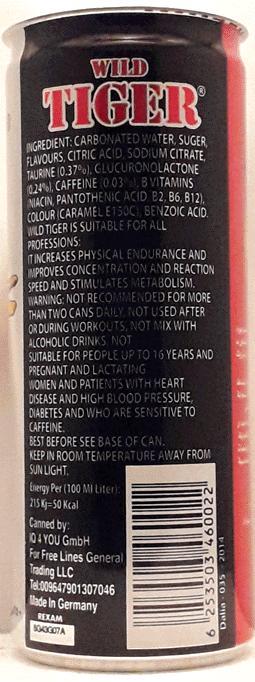 WILD
TIGER®
INGREDIENT: CARBONATED WATER, SUGER,
FLAVOURS, CITRIC ACID, SODIUM CITRATE,
TAURINE (0.37%), GLUCURONOLACTONE
(0.24%), CAFFEINE (0.03%), B VITAMINS
(NIACIN, PANTOTHENIC ACID B2, B6, B12),
COLOUR (CARAMEL E150C), BENZOIC ACID.
WILD TIGER IS SUITABLE FOR ALL
PROFESSIONS:
IT INCREASES PHYSICAL ENDURANCE AND
IMPROVES CONCENTRATION AND REACTION
SPEED AND STIMULATES METABOLISM.
WARNING: NOT RECOMMENDED FOR MORE
THAN TWO CANS DAILY. NOT USED AFTER
OR DURING WORKOUTS, NOT MIX WITH
ALCOHOLIC DRINKS. NOT
SUITABLE FOR PEOPLE UP TO 16 YEARS AND
PREGNANT AND LACTATING
WOMEN AND PATIENTS WITH HEART
DISEASE AND HIGH BLOOD PRESSURE,
DIABETES AND WHO ARE SENSITIVE TO
CAFFEINE.
BEST BEFORE SEE BASE OF CAN.
KEEP IN ROOM TEMPERATURE AWAY FROM
SUN LIGHT.
Energy Per (100 Ml Liter):
215 Kj=50 Kcal
Canned by:
IQ 4 YOU GmbH
For Free Lines General
Trading LLC
Tel:009647901307046
Made In Germany
REXAM
6 253503 460022
Dalia - 035 2014